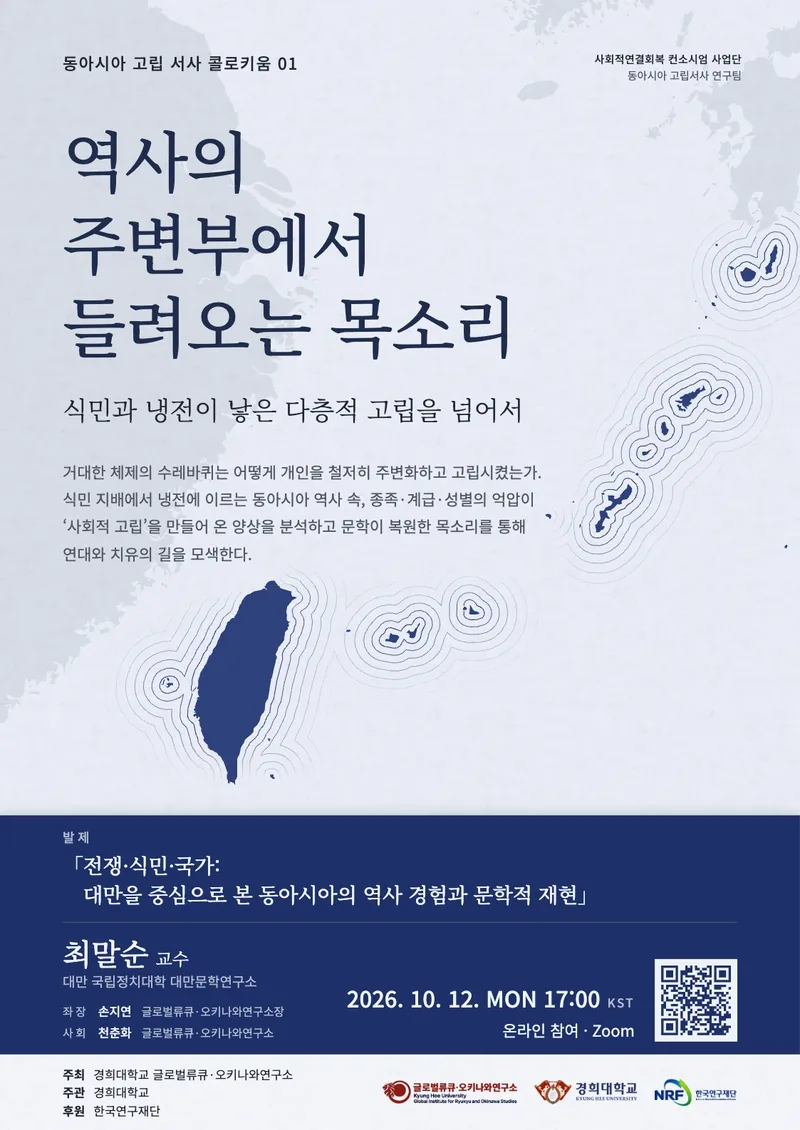 동아시아 고립 서사 콜로키움 01
사회적연결회복 컨소시엄 사업단
동아시아 고립서사 연구팀
역사의
주변부에서
들려오는 목소리
식민과 냉전이 낳은 다층적 고립을 넘어서
거대한 체제의 수레바퀴는 어떻게 개인을 철저히 주변화하고 고립시켰는가.
식민 지배에서 냉전에 이르는 동아시아 역사 속, 종족·계급·성별의 억압이
‘사회적 고립’을 만들어 온 양상을 분석하고 문학이 복원한 목소리를 통해
연대와 치유의 길을 모색한다.
발 제
「전쟁·식민·국가:
대만을 중심으로 본 동아시아의 역사 경험과 문학적 재현」
최말순 교수
대만 국립정치대학 대만문학연구소
좌 장 손지연 글로벌류큐·오키나와연구소장
사 회 천춘화 글로벌류큐·오키나와연구소
2026. 10. 12. MON 17:00 KST
온라인 참여 · Zoom
주최 경희대학교 글로벌류큐·오키나와연구소
주관 경희대학교
후원 한국연구재단
글로벌류큐·오키나와연구소
Kyung Hee University
Global Institute for Ryukyu and Okinawa Studies
경희대학교
KYUNG HEE UNIVERSITY
NRF 한국연구재단